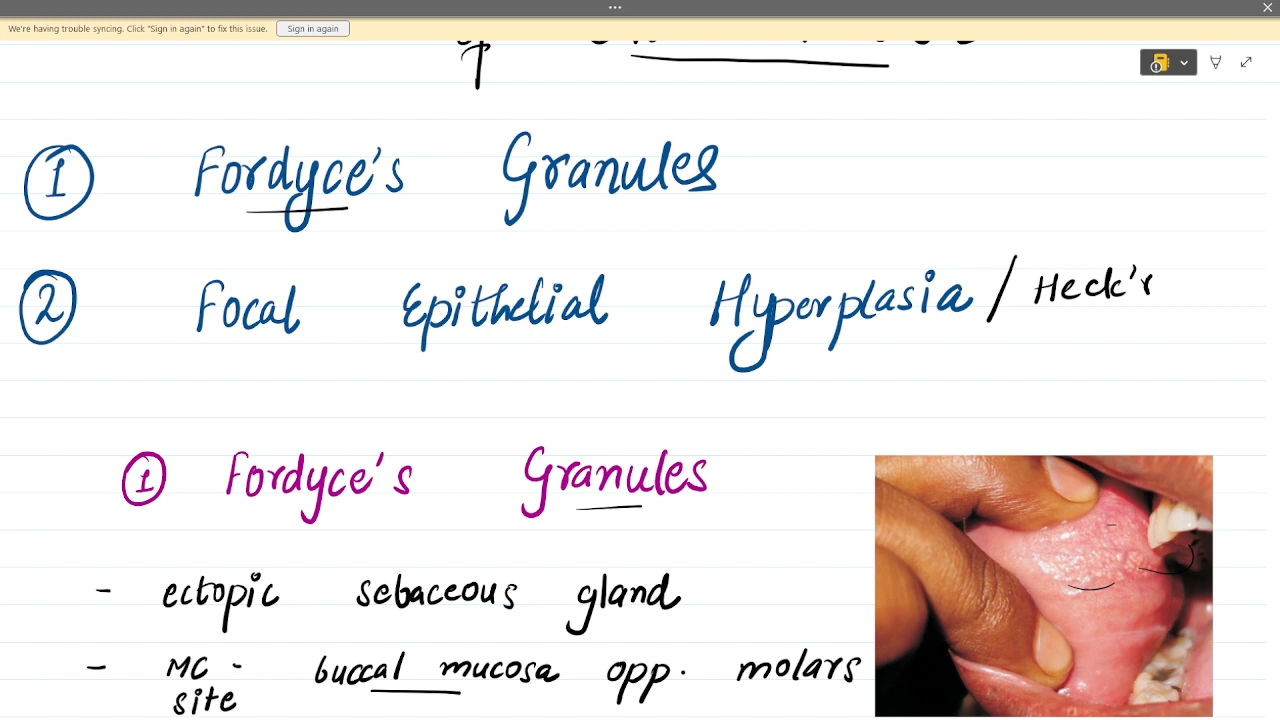 We're having trouble syncing. Click "Sign in again" to fix this issue. Sign in again
1 Fordyce's Granules
2 Focal Epithelial Hyperplasia / Heck's
1 Fordyce's Granules
- ectopic sebaceous gland
- MC - buccal mucosa opp. molars
site